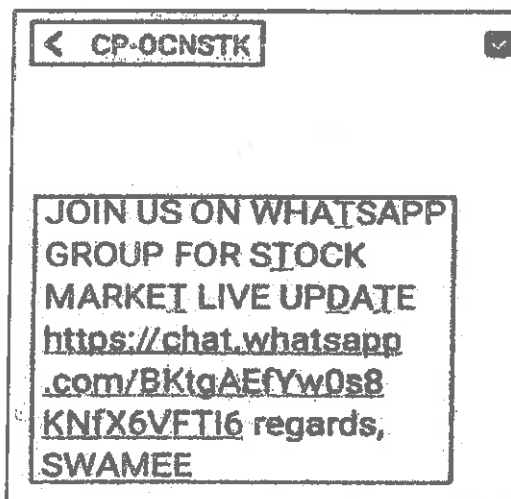 < CP-OCNSTK
JOIN US ON WHATSAPP
GROUP FOR STOCK
MARKET LIVE UPDATE
https://chat.whatsapp
.com/BKtgAEfYw0s8
KNfX6VFTl6 regards,
SWAMEE